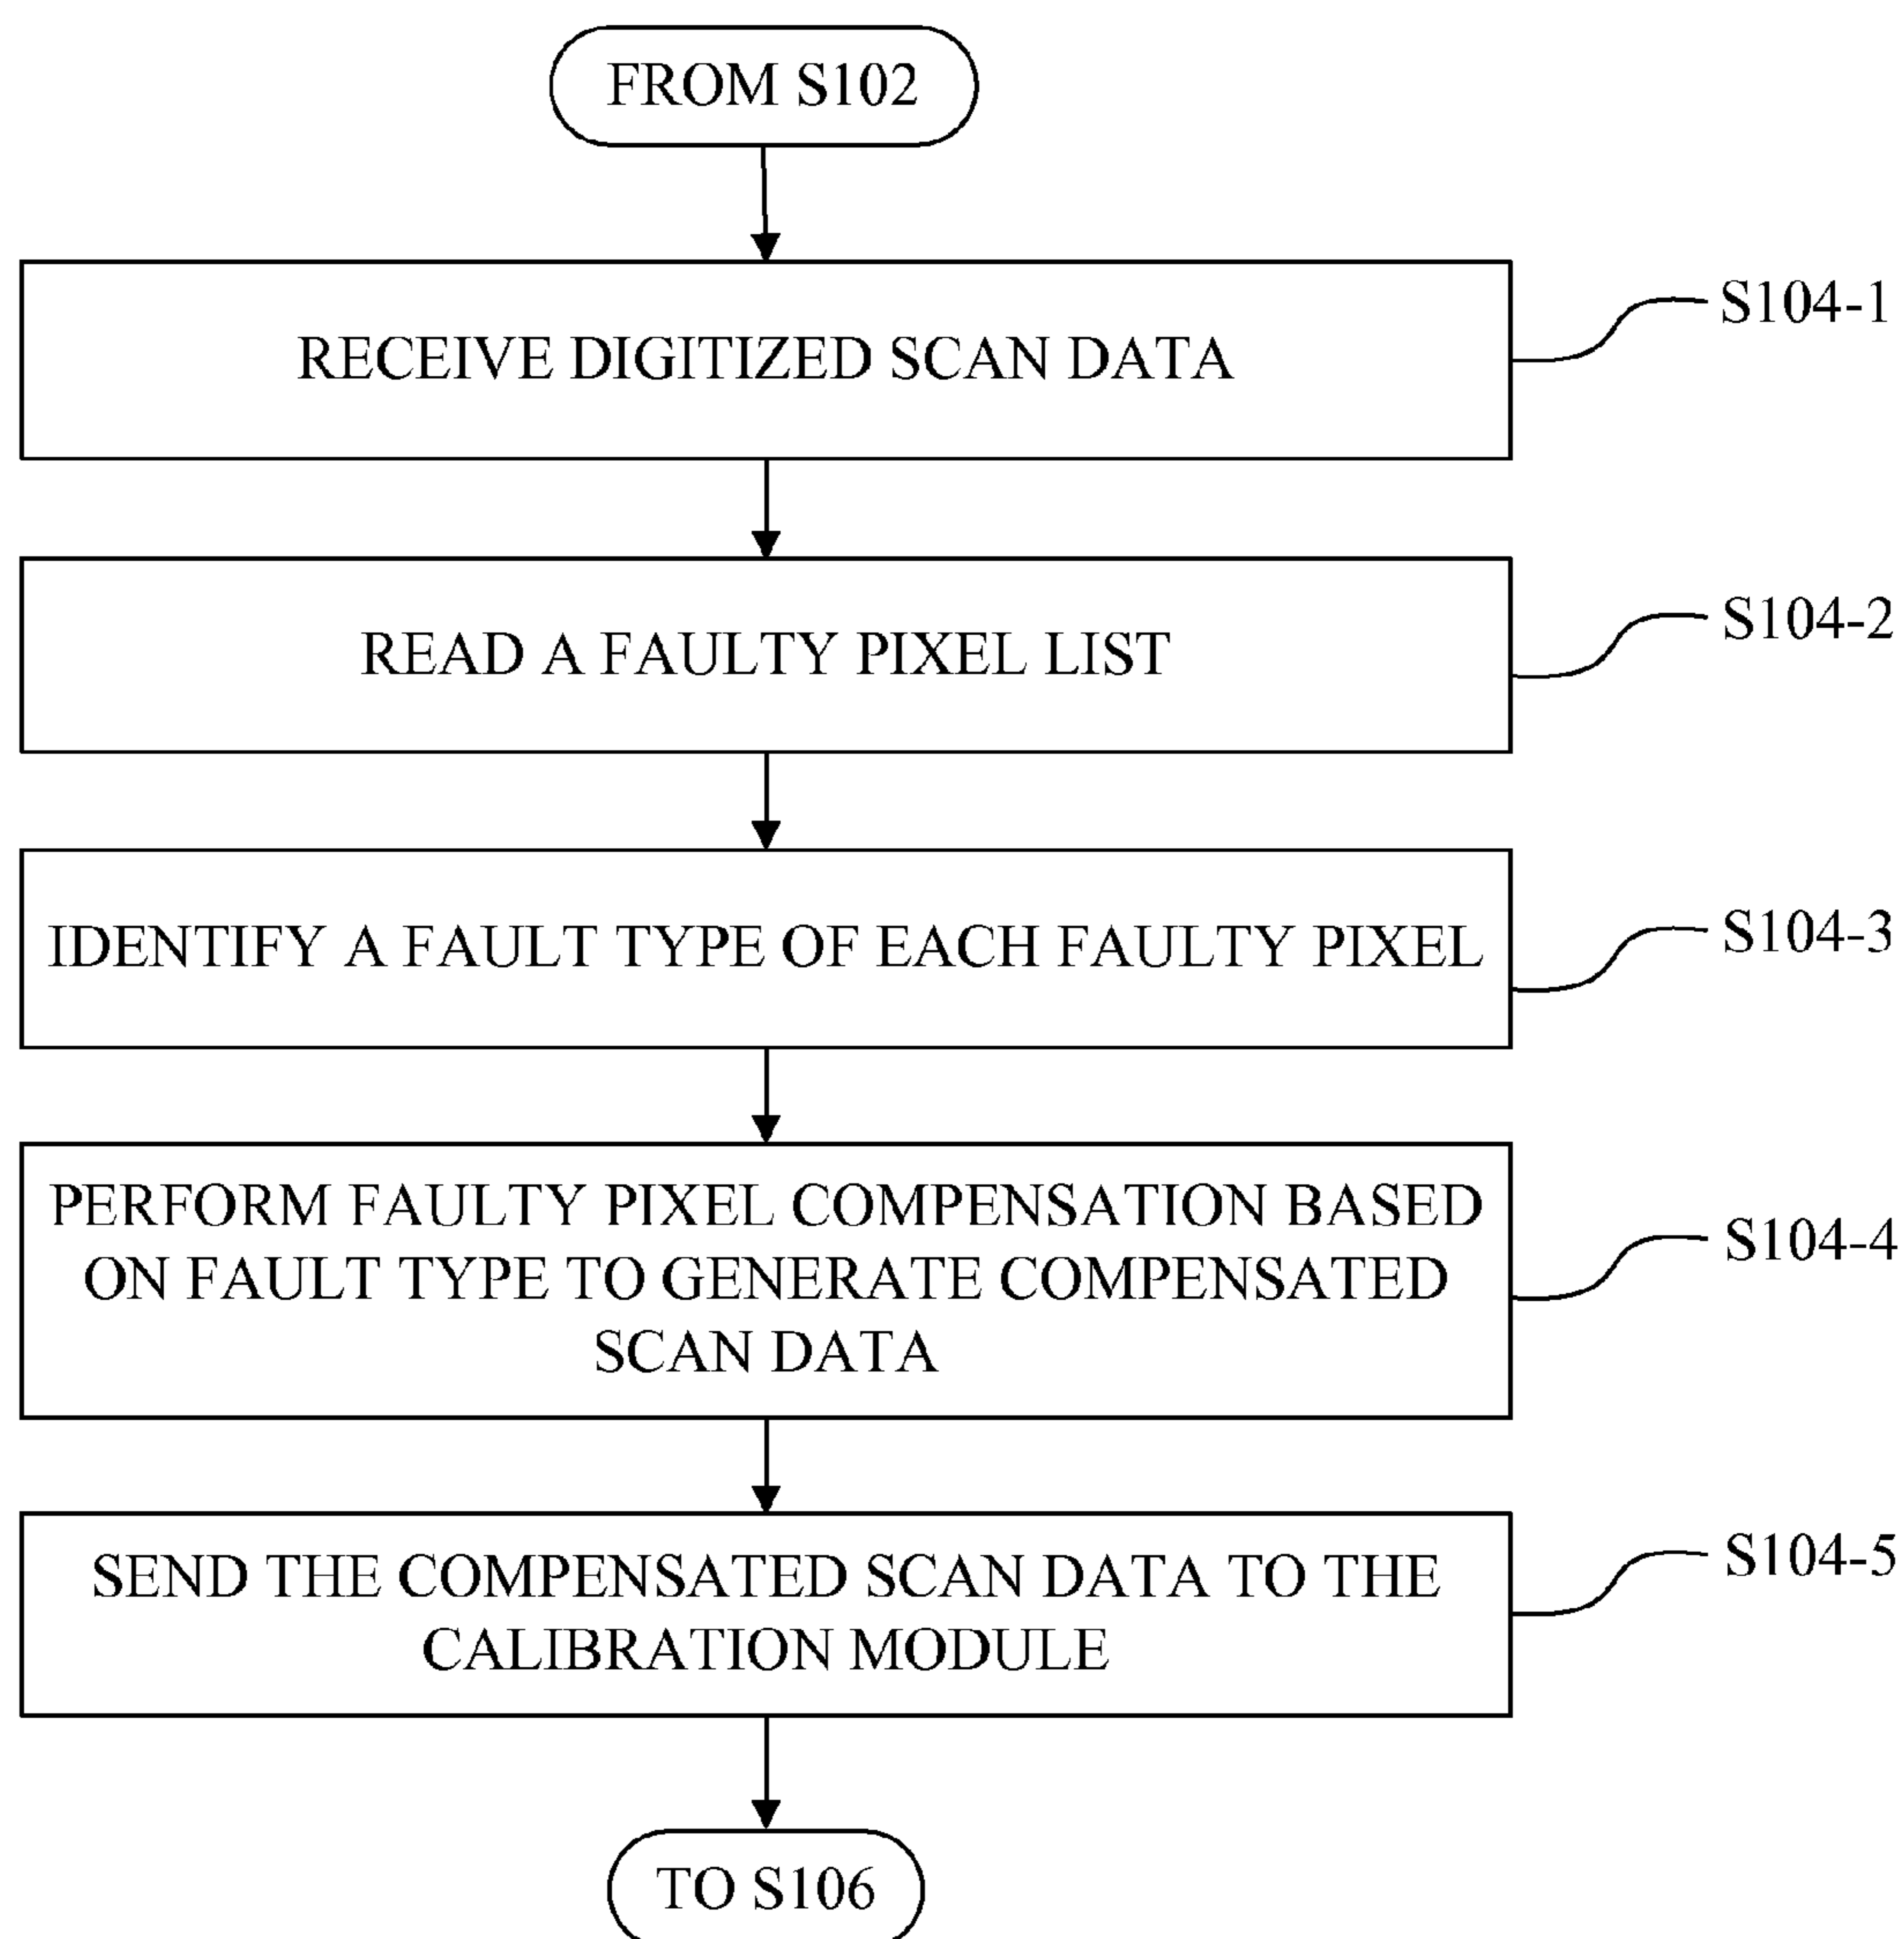 FROM S102
RECEIVE DIGITIZED SCAN DATA
S104-1
READ A FAULTY PIXEL LIST
S104-2
IDENTIFY A FAULT TYPE OF EACH FAULTY PIXEL
S104-3
PERFORM FAULTY PIXEL COMPENSATION BASED
ON FAULT TYPE TO GENERATE COMPENSATED
SCAN DATA
S104-4
SEND THE COMPENSATED SCAN DATA TO THE
CALIBRATION MODULE
S104-5
TO S106